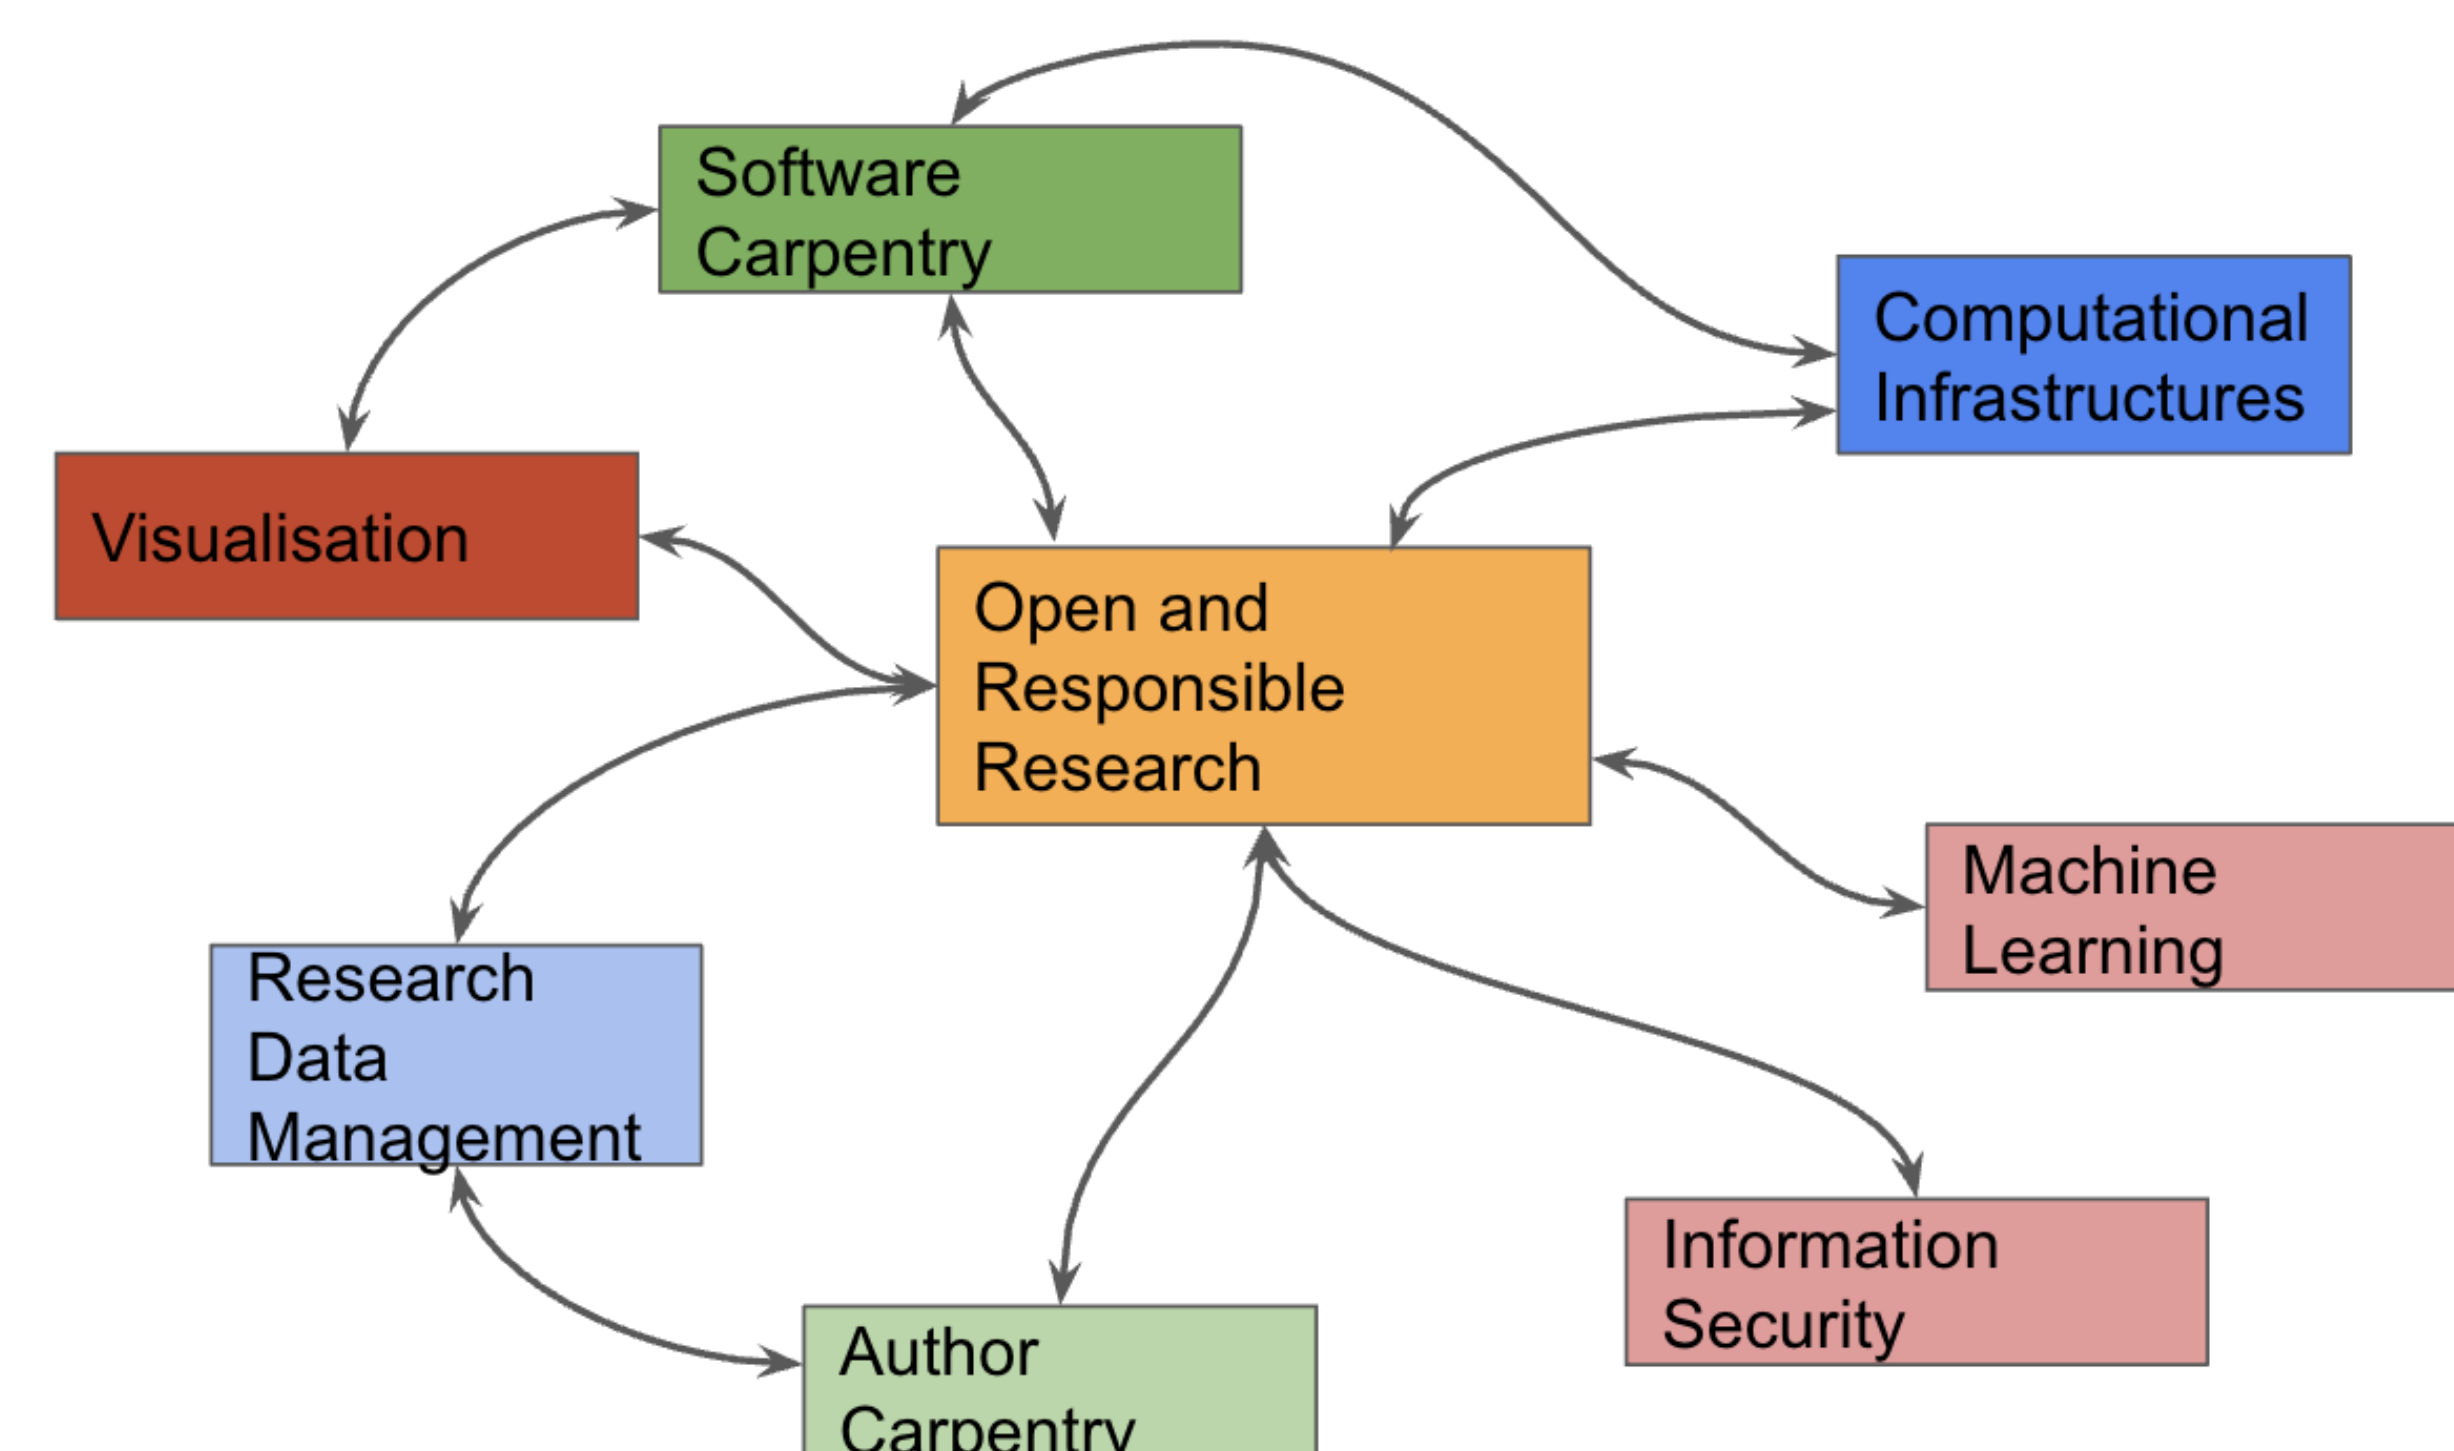 Software
Carpentry
Computational
Infrastructures
Visualisation
Open and
Responsible
Research
Machine
Learning
Research
Data
Management
Information
Security
Author
Carpentry